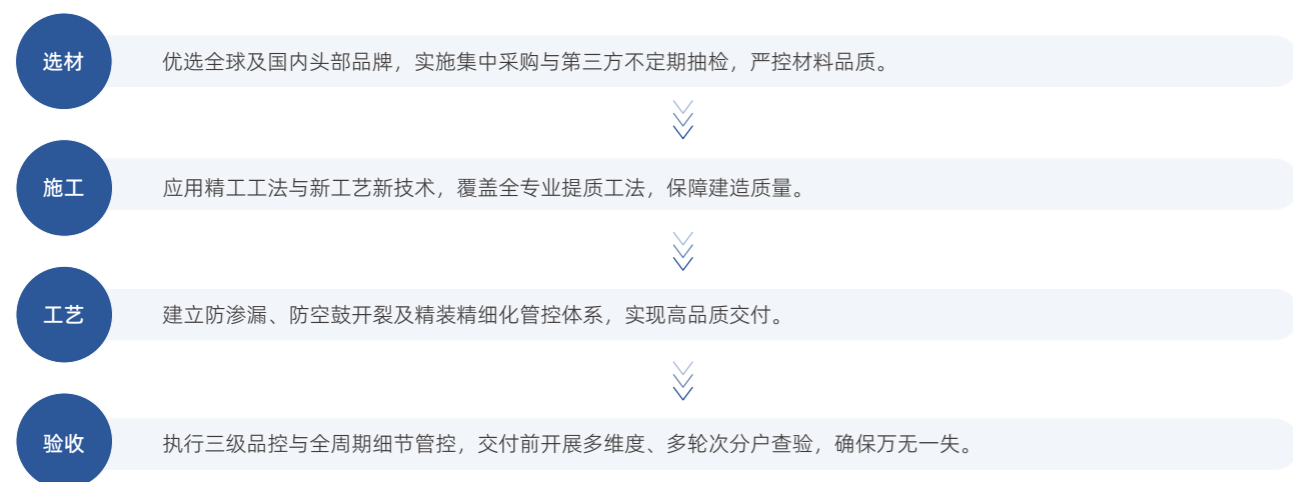 选材
优选全球及国内头部品牌，实施集中采购与第三方不定期抽检，严控材料品质。
施工
应用精工工法与新工艺新技术，覆盖全专业提质工法，保障建造质量。
工艺
建立防渗漏、防空鼓开裂及精装精细化管控体系，实现高品质交付。
验收
执行三级品控与全周期细节管控，交付前开展多维度、多轮次分户查验，确保万无一失。